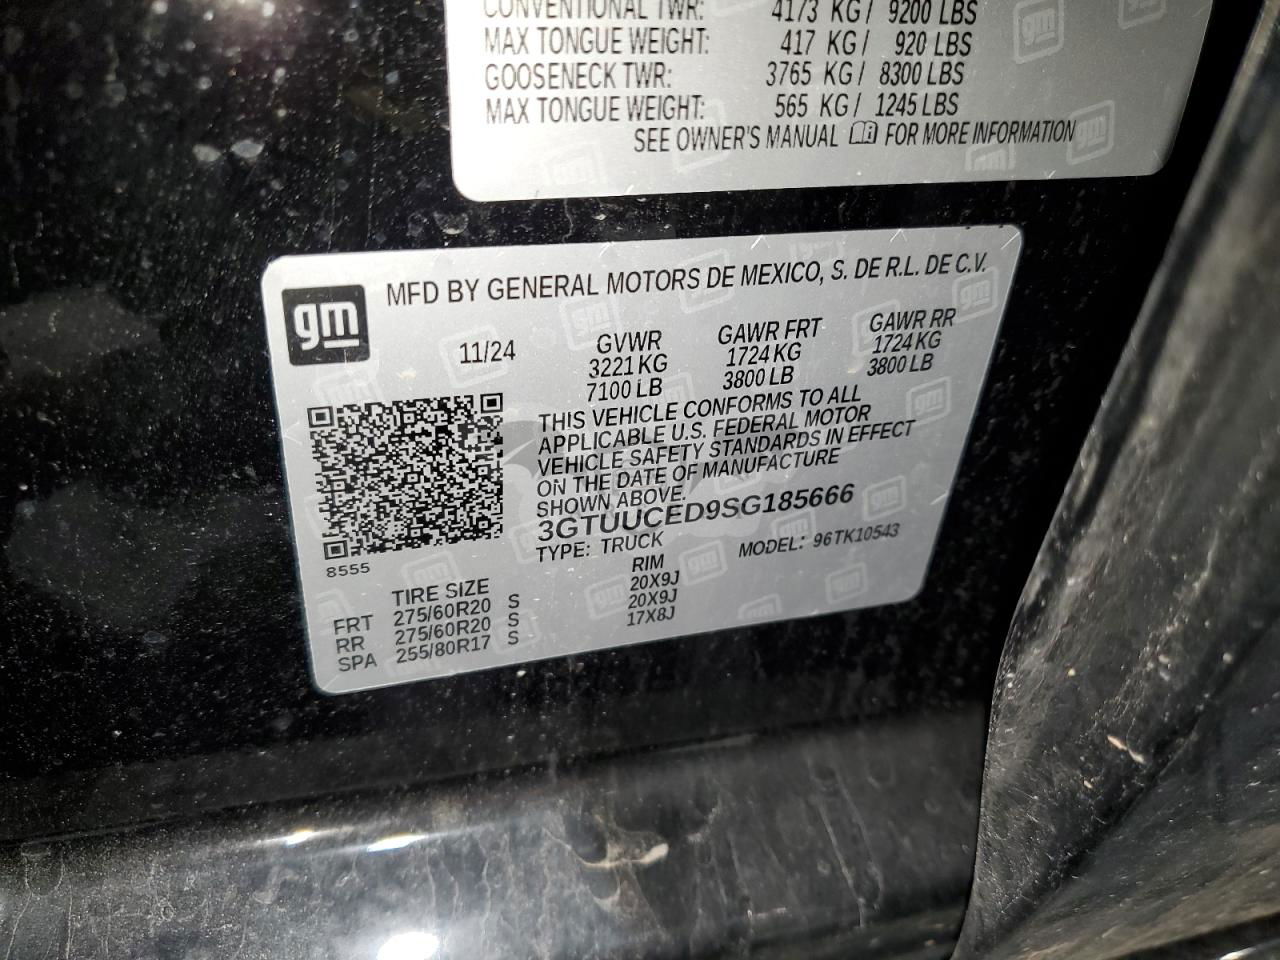 CONVENTIONAL TWR: 4173 KG / 9200 LBS
MAX TONGUE WEIGHT: 417 KG / 920 LBS
GOOSENECK TWR: 3765 KG / 8300 LBS
MAX TONGUE WEIGHT: 565 KG / 1245 LBS
SEE OWNER'S MANUAL FOR MORE INFORMATION
gm
MFD BY GENERAL MOTORS DE MEXICO, S. DE R.L. DE C.V.
11/24 GVWR GAWR FRT GAWR RR
3221 KG 1724 KG 1724 KG
7100 LB 3800 LB 3800 LB
THIS VEHICLE CONFORMS TO ALL
APPLICABLE U.S. FEDERAL MOTOR
VEHICLE SAFETY STANDARDS IN EFFECT
ON THE DATE OF MANUFACTURE
SHOWN ABOVE.
3GTUUCED9SG185666
TYPE: TRUCK MODEL: 96TK10543
8555
TIRE SIZE RIM
FRT 275/60R20 S 20X9J
RR 275/60R20 S 20X9J
SPA 255/80R17 S 17X8J